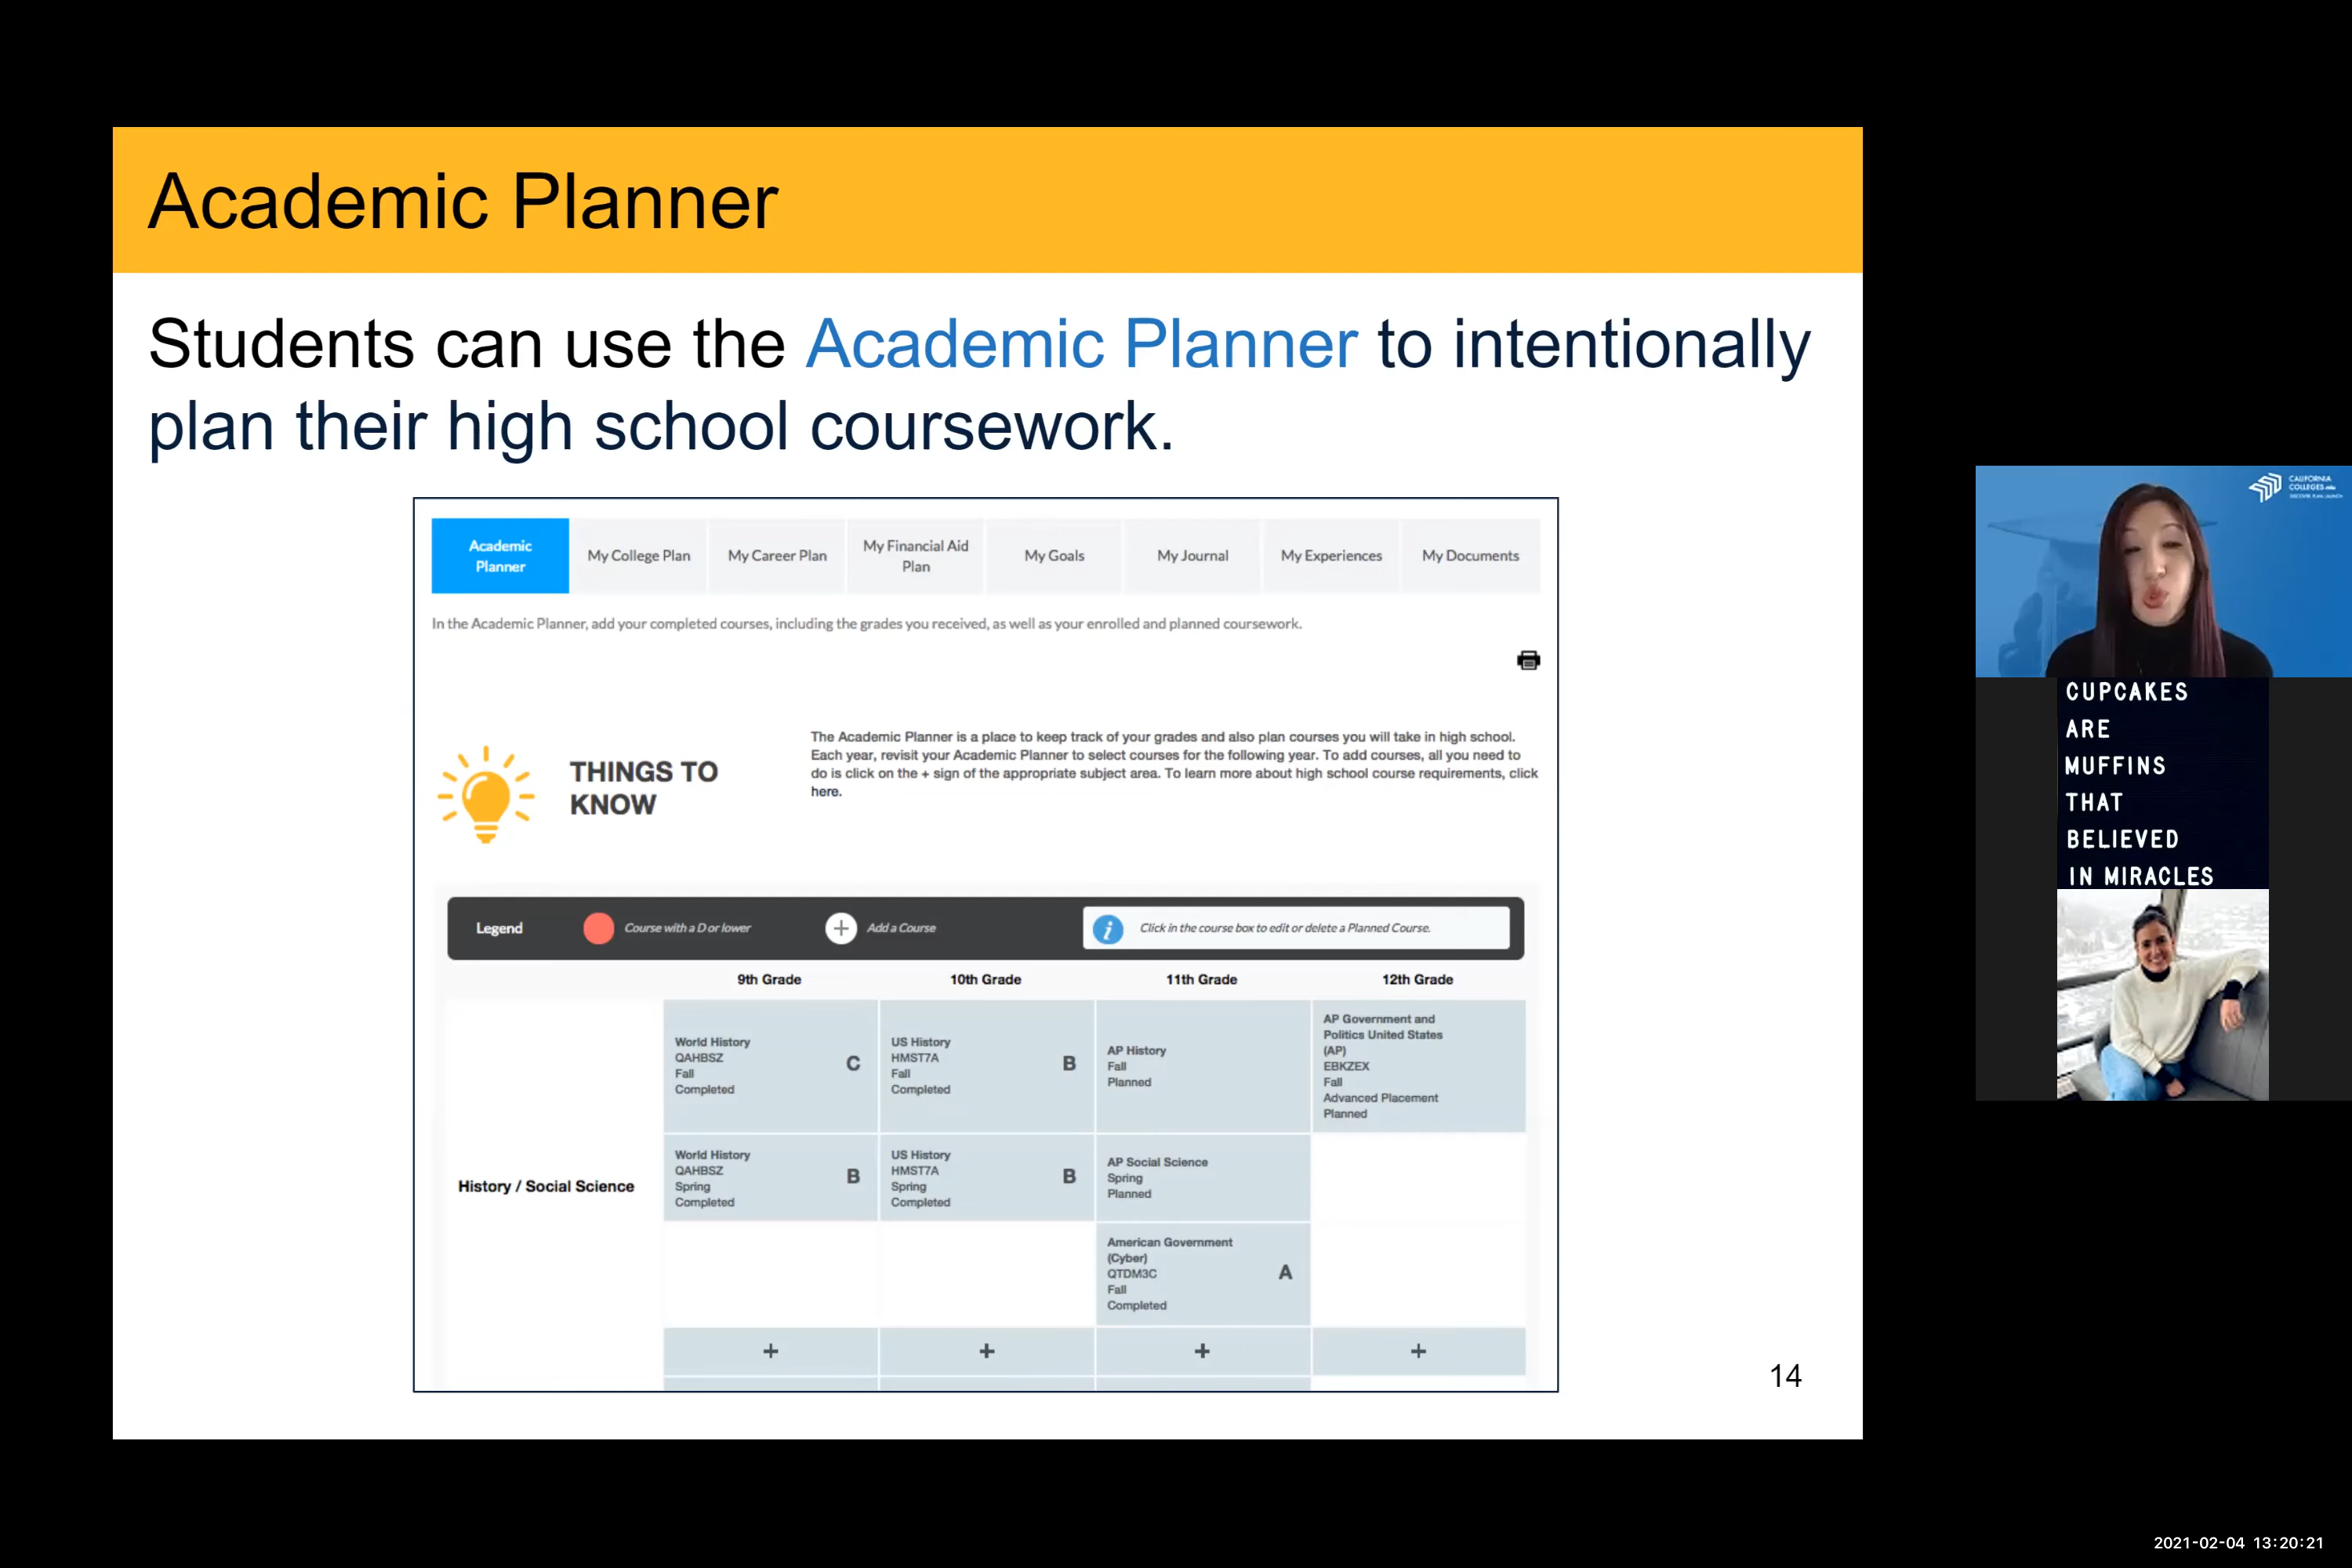 Academic Planner
Students can use the Academic Planner to intentionally
plan their high school coursework.
Academic
Planner
My College Plan
My Career Plan
My Financial Aid
Plan
My Goals
My Journal
My Experiences
My Documents
In the Academic Planner, add your completed courses, including the grades you received, as well as your enrolled and planned coursework.
THINGS TO
KNOW
The Academic Planner is a place to keep track of your grades and also plan courses you will take in high school.
Each year, revisit your Academic Planner to select courses for the following year. To add courses, all you need to
do is click on the + sign of the appropriate subject area. To learn more about high school course requirements, click
here.
Legend
Course with a D or lower
+
Add a Course
i
Click in the course box to edit or delete a Planned Course.
9th Grade
10th Grade
11th Grade
12th Grade
History / Social Science
World History
QAHBSZ
Fall
Completed
C
US History
HMST7A
Fall
Completed
B
AP History
Fall
Planned
AP Government and
Politics United States
(AP)
EBKZEX
Fall
Advanced Placement
Planned
World History
QAHBSZ
Spring
Completed
B
US History
HMST7A
Spring
Completed
B
AP Social Science
Spring
Planned
American Government
(Cyber)
QTDM3C
Fall
Completed
A
+
+
+
+
14
CALIFORNIA
COLLEGES.edu
DISCOVER. PLAN. LAUNCH
CUPCAKES
ARE
MUFFINS
THAT
BELIEVED
IN MIRACLES
2021-02-04 13:20:21